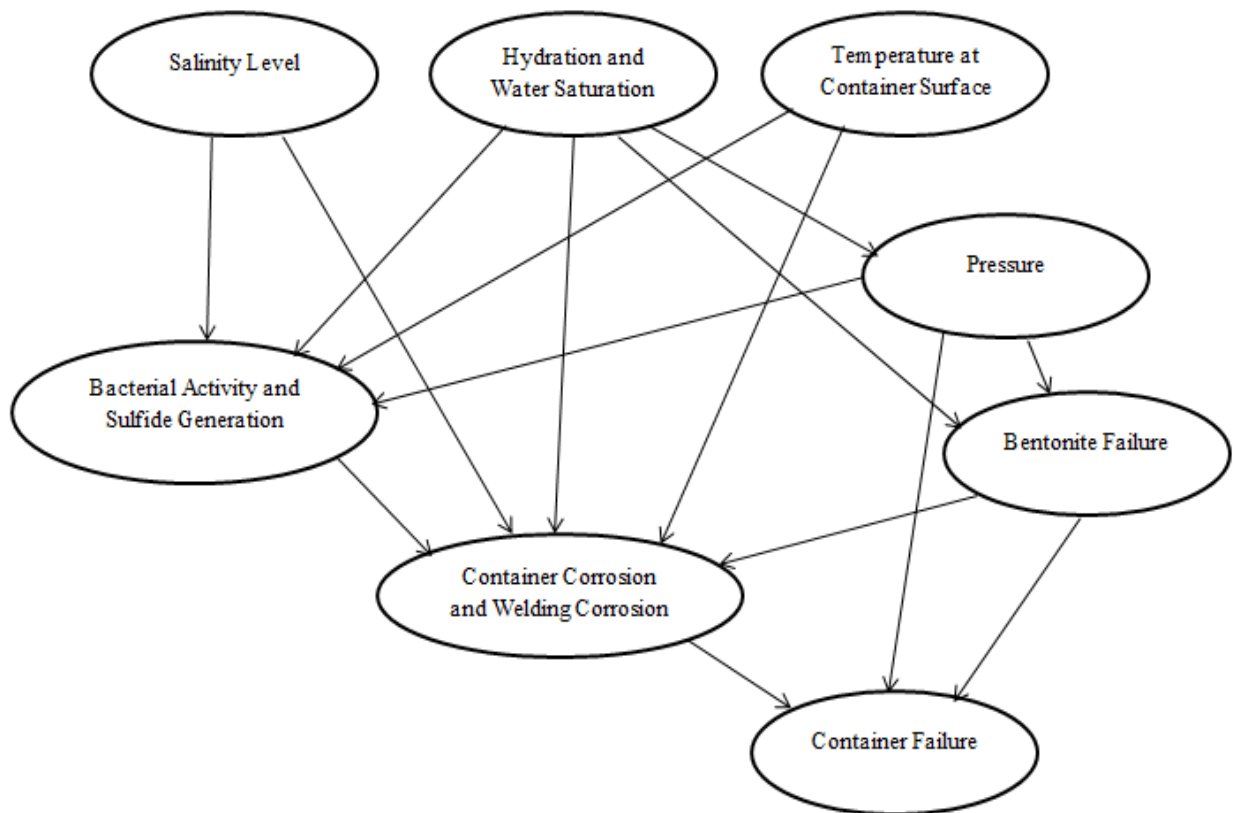 Salinity Level
Hydration and
Water Saturation
Temperature at
Container Surface
Pressure
Bacterial Activity and
Sulfide Generation
Bentonite Failure
Container Corrosion
and Welding Corrosion
Container Failure